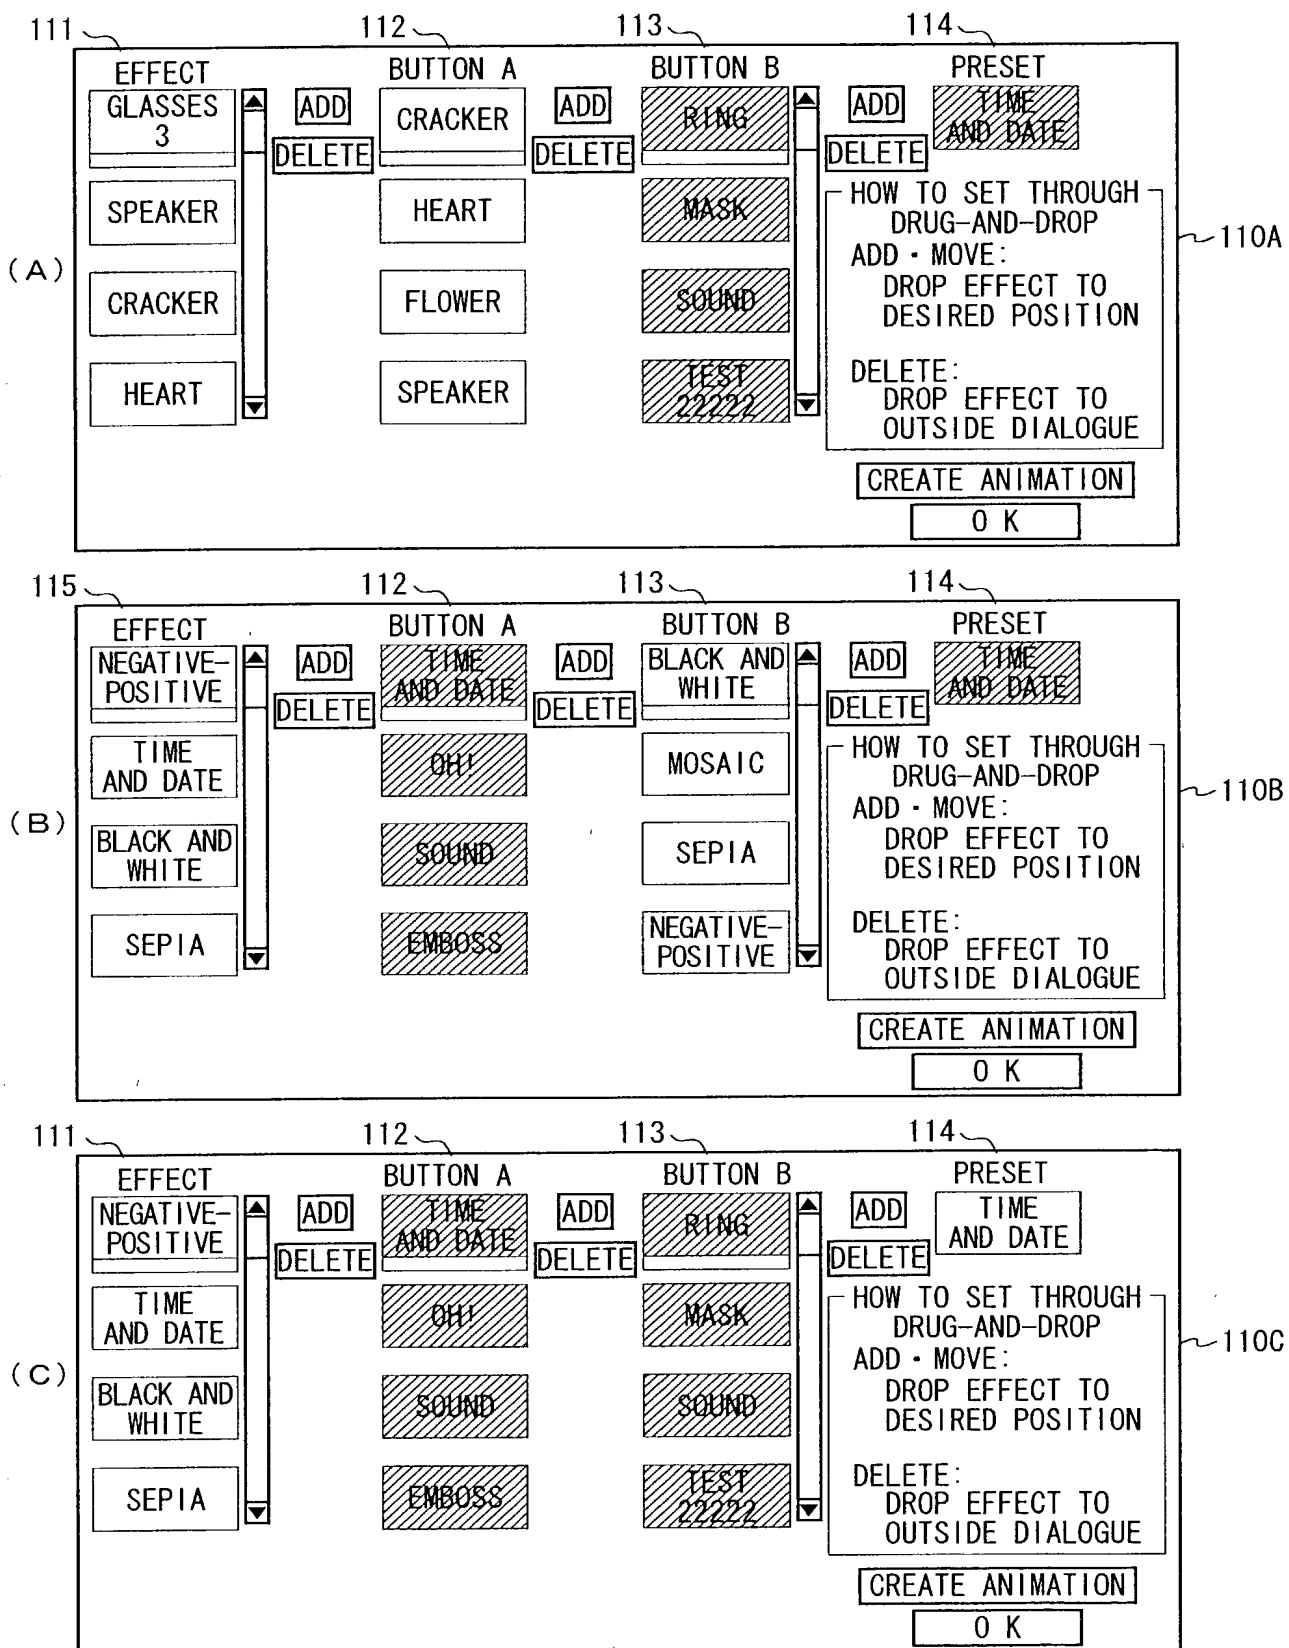 111 112 113 114
EFFECT BUTTON A BUTTON B PRESET
GLASSES 3 ADD CRACKER ADD RING ADD TIME AND DATE
DELETE DELETE DELETE
SPEAKER HEART MASK
CRACKER FLOWER SOUND
HEART SPEAKER TEST 22222
HOW TO SET THROUGH
DRUG-AND-DROP
ADD・MOVE:
DROP EFFECT TO
DESIRED POSITION
DELETE:
DROP EFFECT TO
OUTSIDE DIALOGUE
CREATE ANIMATION
OK
(A)
110A
115 112 113 114
EFFECT BUTTON A BUTTON B PRESET
NEGATIVE-POSITIVE ADD TIME AND DATE ADD BLACK AND WHITE ADD TIME AND DATE
DELETE DELETE DELETE
TIME AND DATE OH! MOSAIC
BLACK AND WHITE SOUND SEPIA
SEPIA EMBOSS NEGATIVE-POSITIVE
HOW TO SET THROUGH
DRUG-AND-DROP
ADD・MOVE:
DROP EFFECT TO
DESIRED POSITION
DELETE:
DROP EFFECT TO
OUTSIDE DIALOGUE
CREATE ANIMATION
OK
(B)
110B
111 112 113 114
EFFECT BUTTON A BUTTON B PRESET
NEGATIVE-POSITIVE ADD TIME AND DATE ADD RING ADD TIME AND DATE
DELETE DELETE DELETE
TIME AND DATE OH! MASK
BLACK AND WHITE SOUND SOUND
SEPIA EMBOSS TEST 22222
HOW TO SET THROUGH
DRUG-AND-DROP
ADD・MOVE:
DROP EFFECT TO
DESIRED POSITION
DELETE:
DROP EFFECT TO
OUTSIDE DIALOGUE
CREATE ANIMATION
OK
(C)
110C